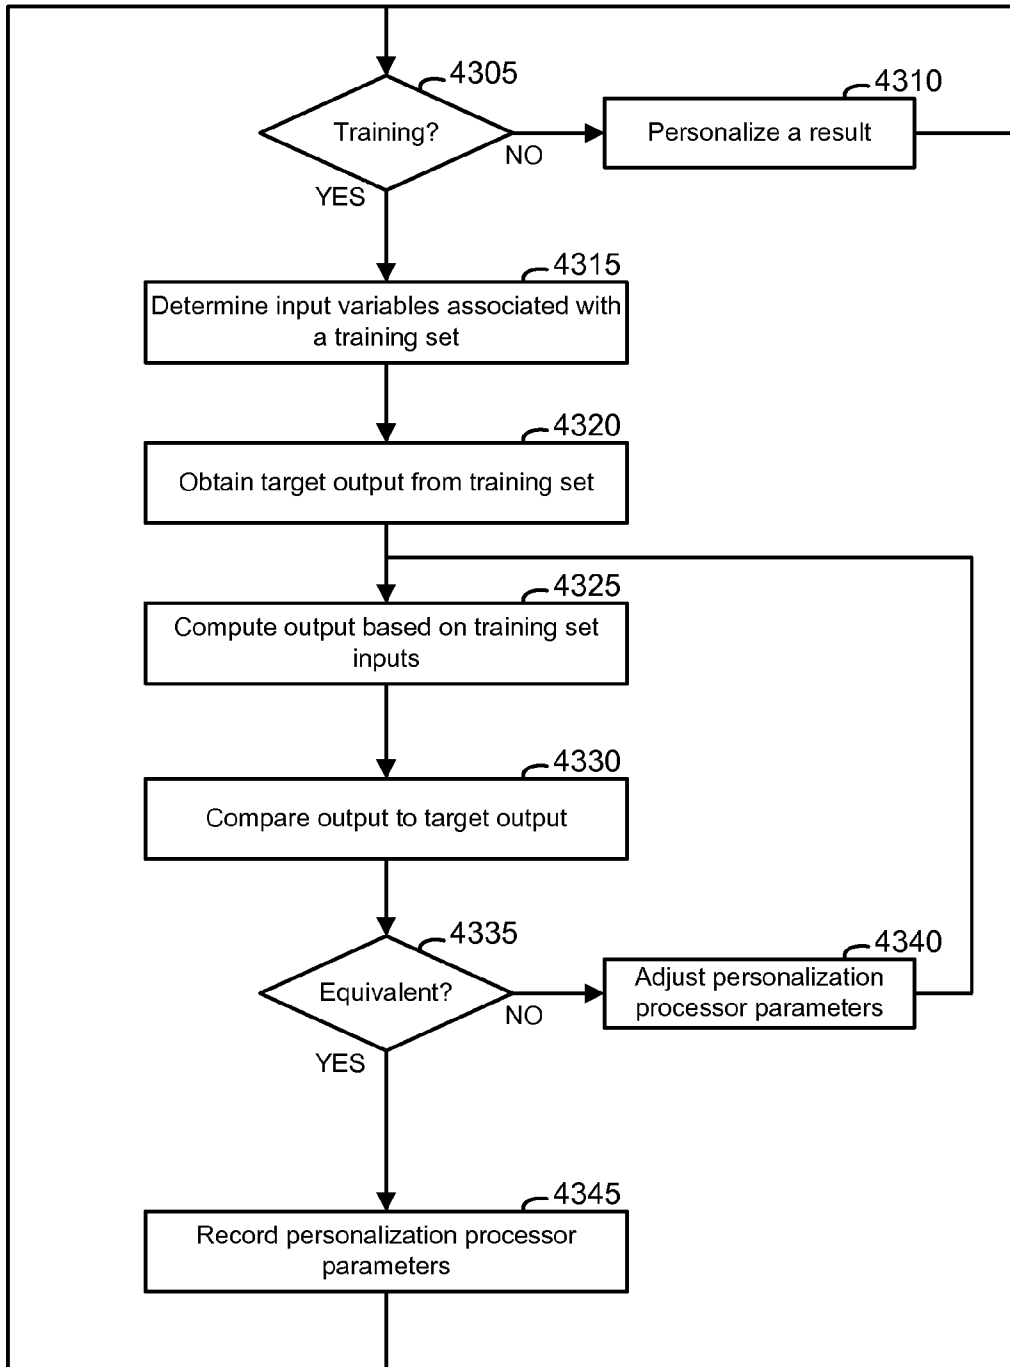 4305
Training?
NO
YES
4310
Personalize a result
4315
Determine input variables associated with
a training set
4320
Obtain target output from training set
4325
Compute output based on training set
inputs
4330
Compare output to target output
4335
Equivalent?
NO
YES
4340
Adjust personalization
processor parameters
4345
Record personalization processor
parameters